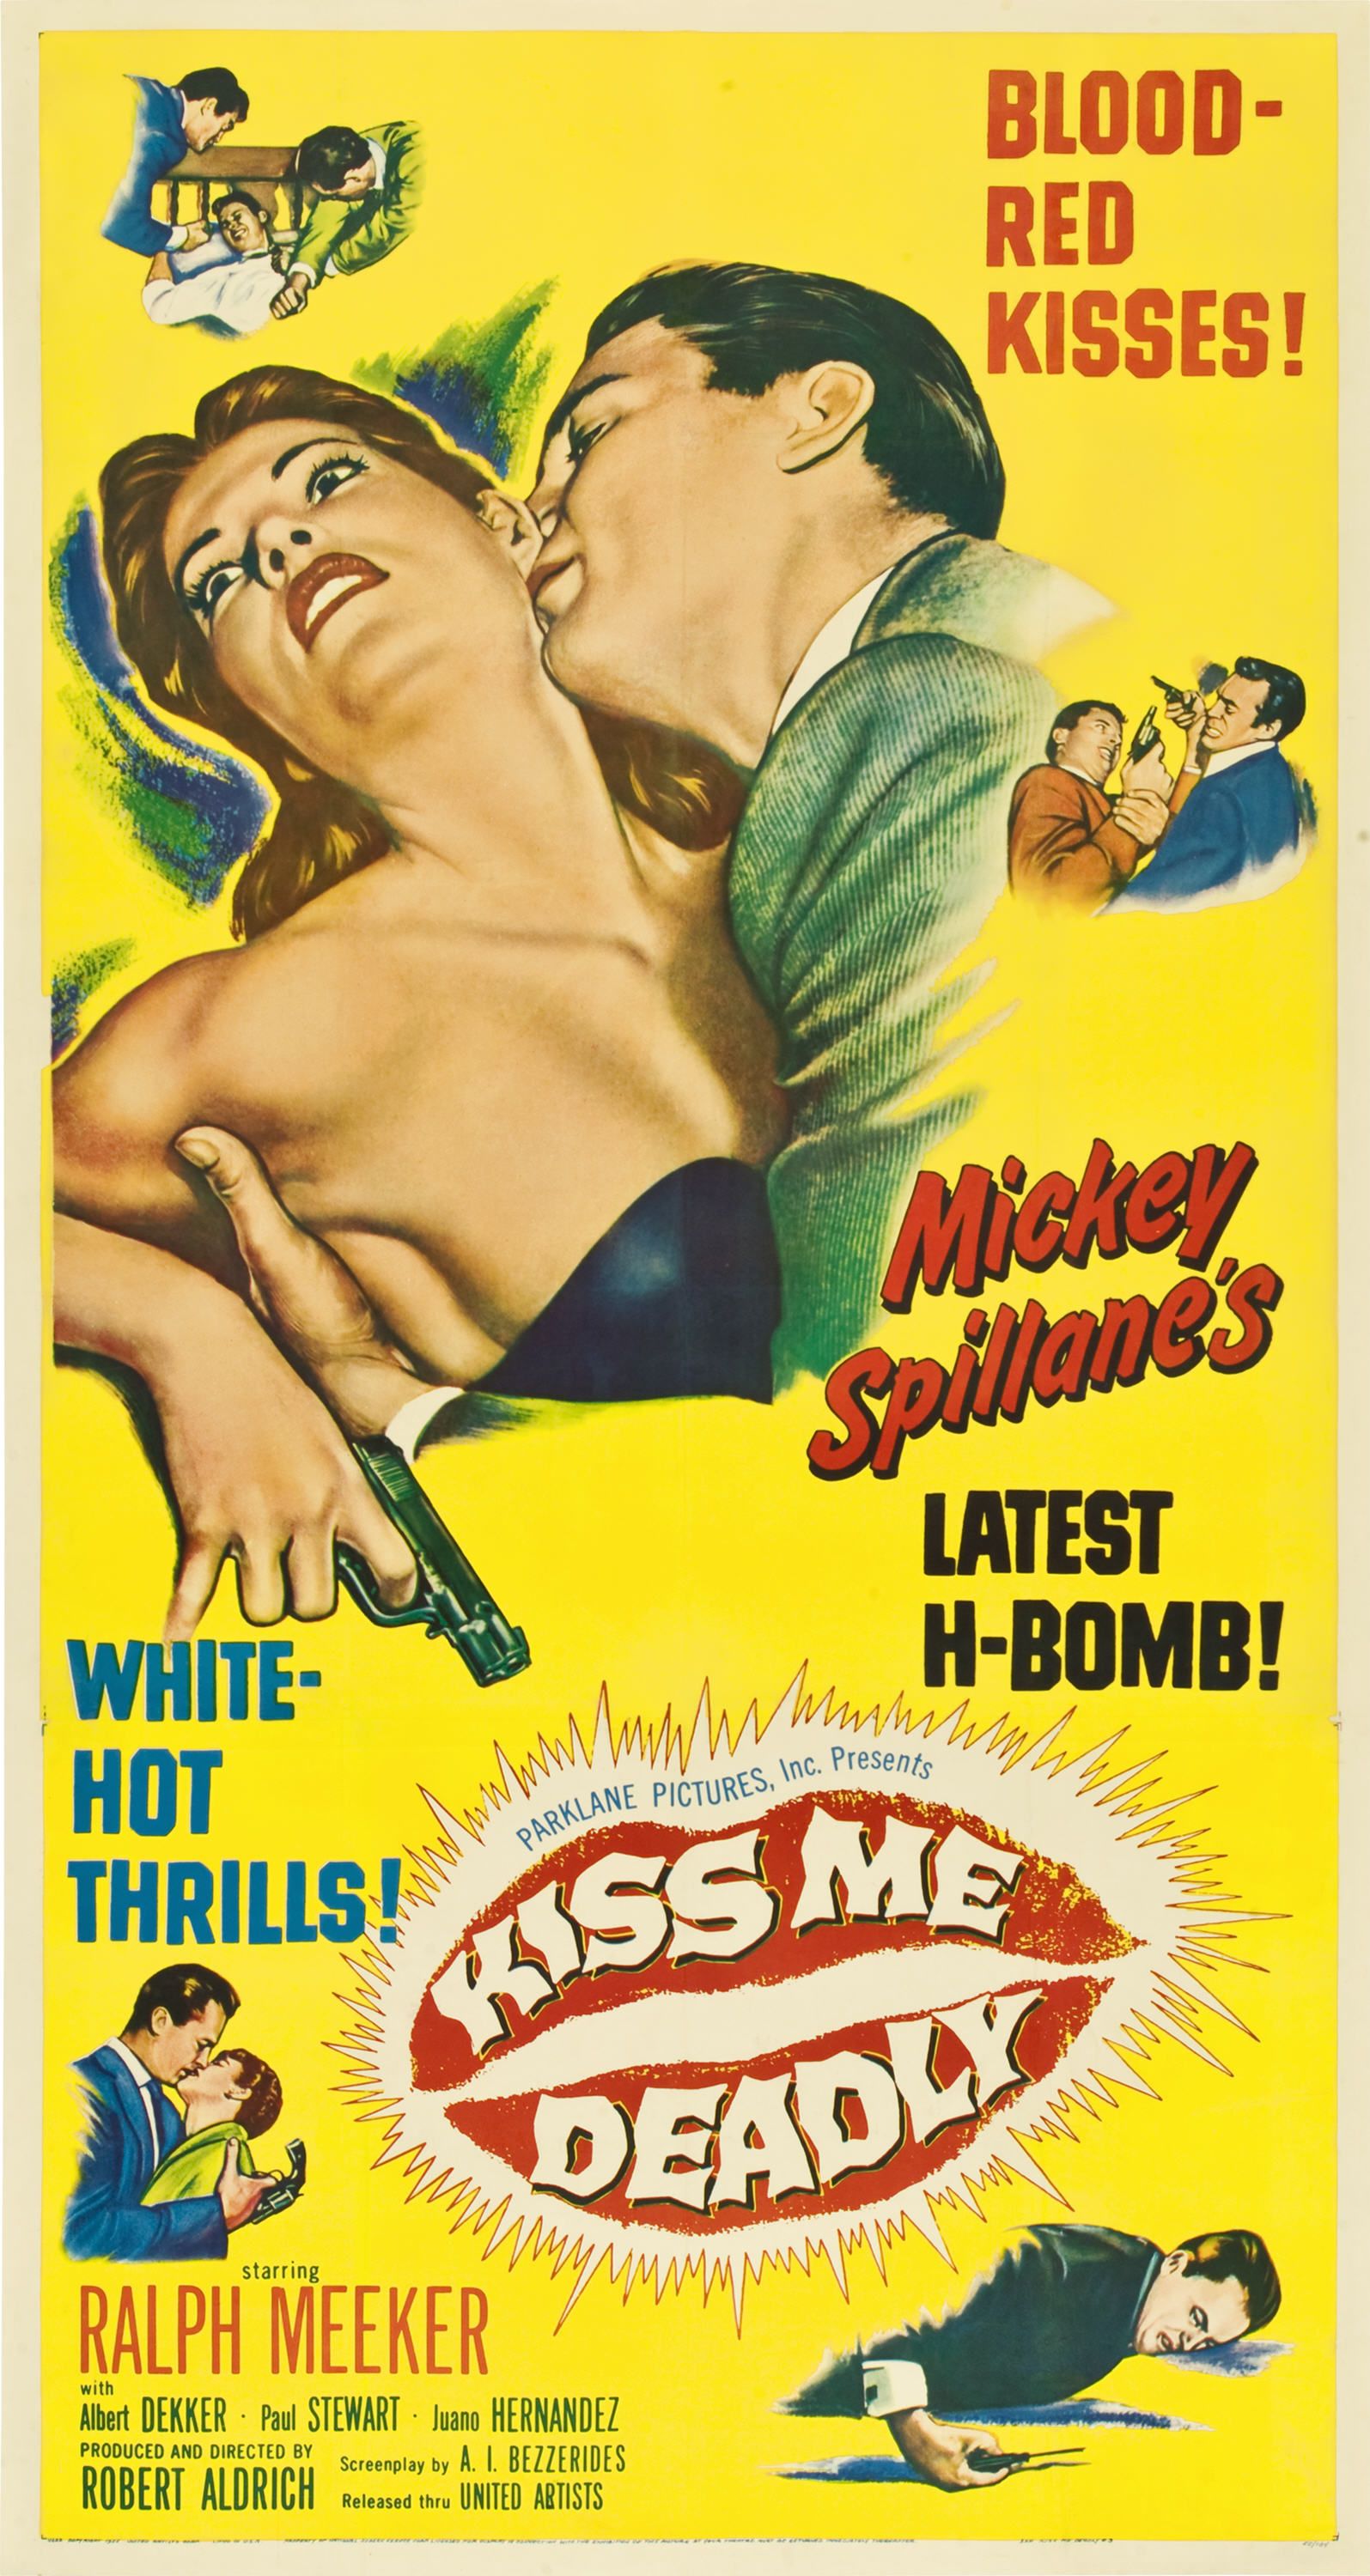 BLOOD-
RED
KISSES!
Mickey
Spillane's
LATEST
H-BOMB!
WHITE-
HOT
THRILLS!
PARKLANE PICTURES, Inc. Presents
KISS ME
DEADLY
starring
RALPH MEEKER
with
Albert DEKKER · Paul STEWART · Juano HERNANDEZ
PRODUCED AND DIRECTED BY
ROBERT ALDRICH
Screenplay by A. I. BEZZERIDES
Released thru UNITED ARTISTS